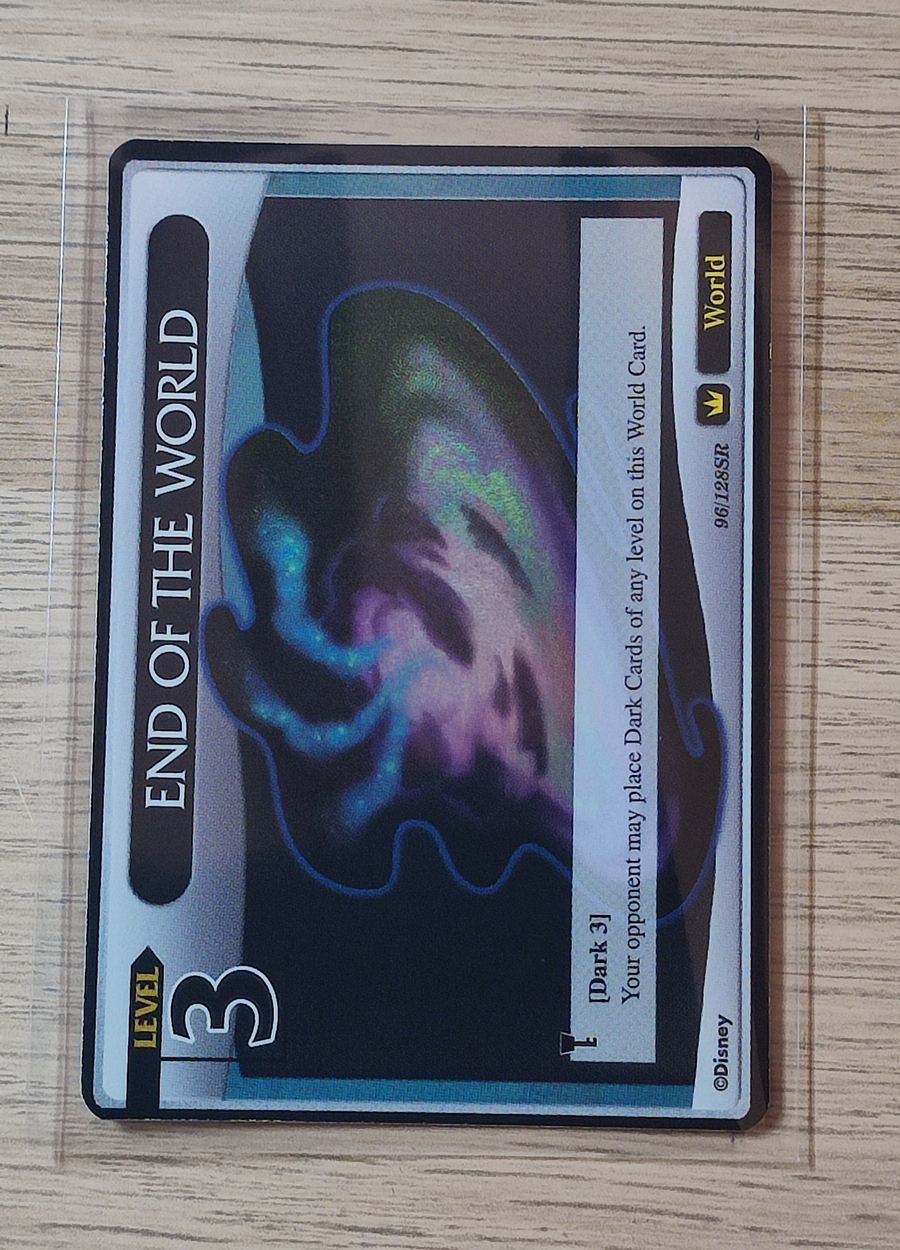 LEVEL
3
END OF THE WORLD
[Dark 3]
Your opponent may place Dark Cards of any level on this World Card.
©Disney
96/128SR
World